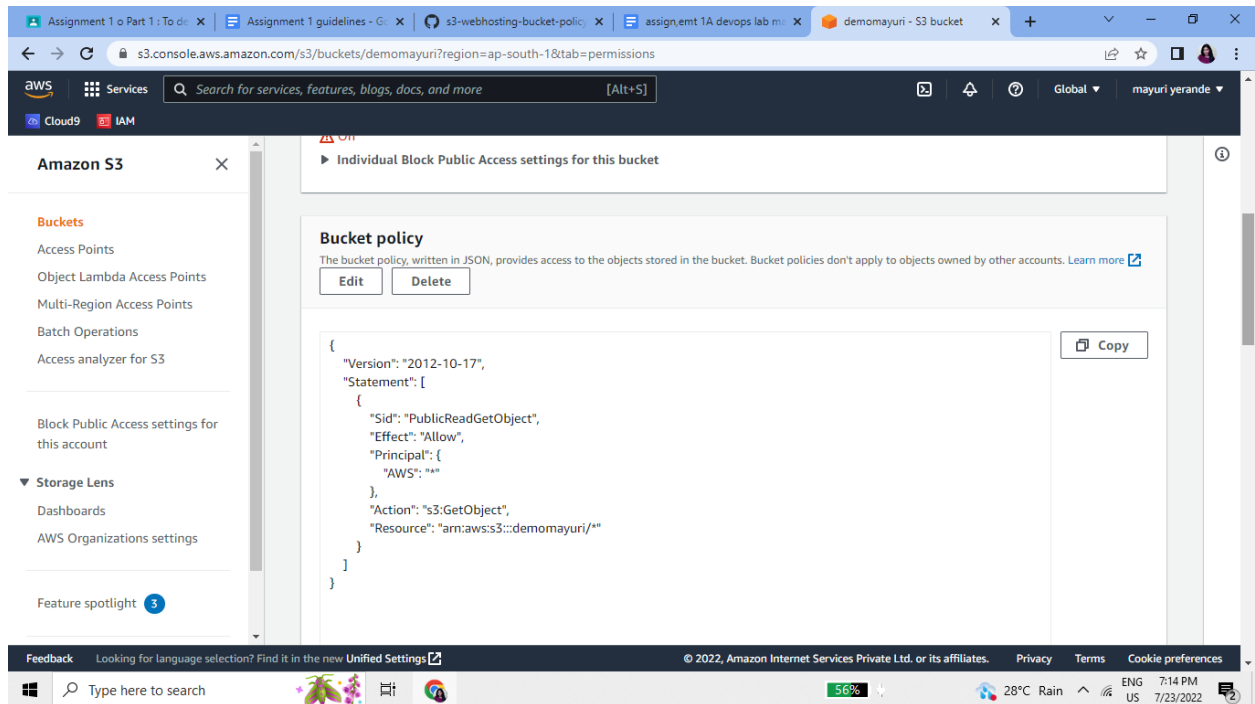 Assignment 1 o Part 1 : To de
Assignment 1 guidelines - Go
s3-webhosting-bucket-policy
assign,emt 1A devops lab ma
demomayuri - S3 bucket
s3.console.aws.amazon.com/s3/buckets/demomayuri?region=ap-south-1&tab=permissions
aws
Services
Search for services, features, blogs, docs, and more
[Alt+S]
Global
mayuri yerande
Cloud9
IAM
Amazon S3
Buckets
Access Points
Object Lambda Access Points
Multi-Region Access Points
Batch Operations
Access analyzer for S3
Block Public Access settings for
this account
Storage Lens
Dashboards
AWS Organizations settings
Feature spotlight 3
Off
Individual Block Public Access settings for this bucket
Bucket policy
The bucket policy, written in JSON, provides access to the objects stored in the bucket. Bucket policies don't apply to objects owned by other accounts. Learn more
Edit
Delete
Copy
{
"Version": "2012-10-17",
"Statement": [
{
"Sid": "PublicReadGetObject",
"Effect": "Allow",
"Principal": {
"AWS": "*"
},
"Action": "s3:GetObject",
"Resource": "arn:aws:s3:::demomayuri/*"
}
]
}
Feedback
Looking for language selection? Find it in the new Unified Settings
© 2022, Amazon Internet Services Private Ltd. or its affiliates.
Privacy
Terms
Cookie preferences
Type here to search
56%
28°C Rain
ENG
US
7:14 PM
7/23/2022
2